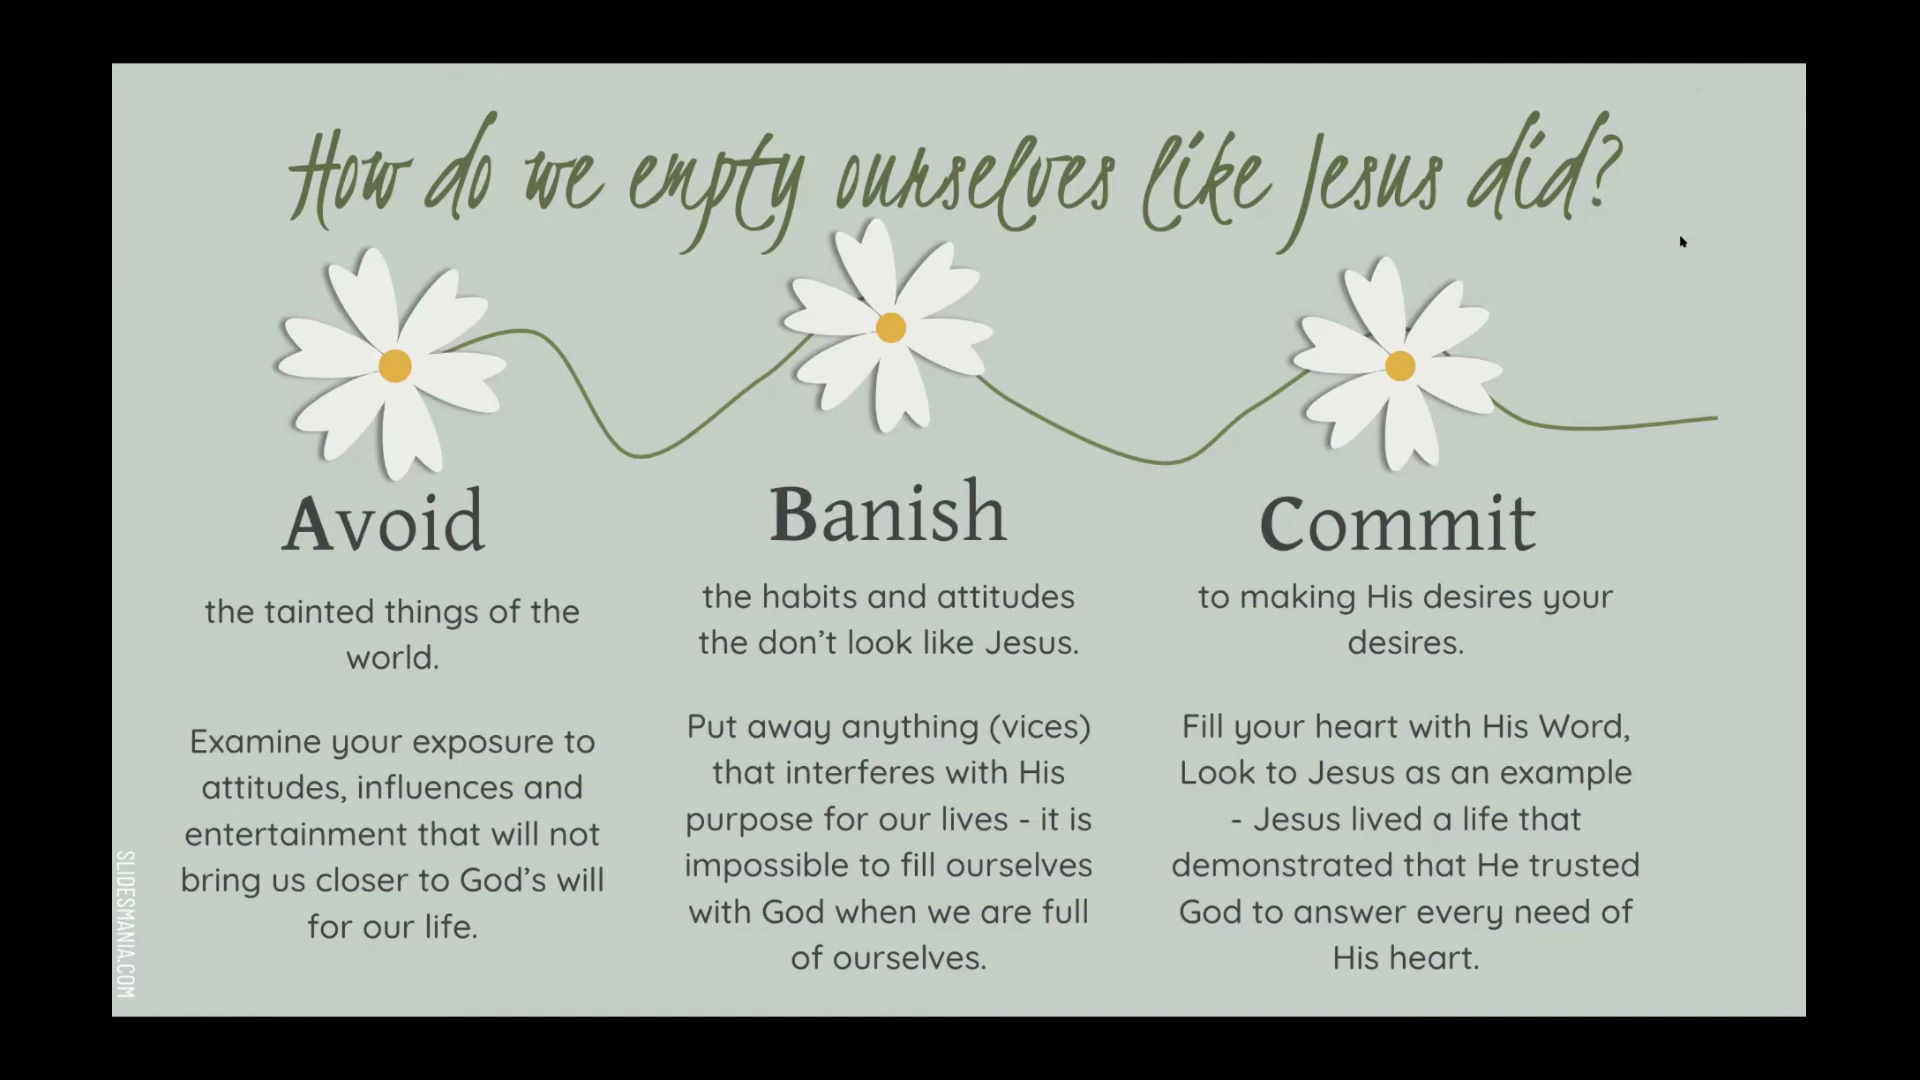 How do we empty ourselves like Jesus did?
Avoid
the tainted things of the
world.
Examine your exposure to
attitudes, influences and
entertainment that will not
bring us closer to God's will
for our life.
Banish
the habits and attitudes
the don't look like Jesus.
Put away anything (vices)
that interferes with His
purpose for our lives - it is
impossible to fill ourselves
with God when we are full
of ourselves.
Commit
to making His desires your
desires.
Fill your heart with His Word,
Look to Jesus as an example
- Jesus lived a life that
demonstrated that He trusted
God to answer every need of
His heart.
SLIDESMANIA.COM